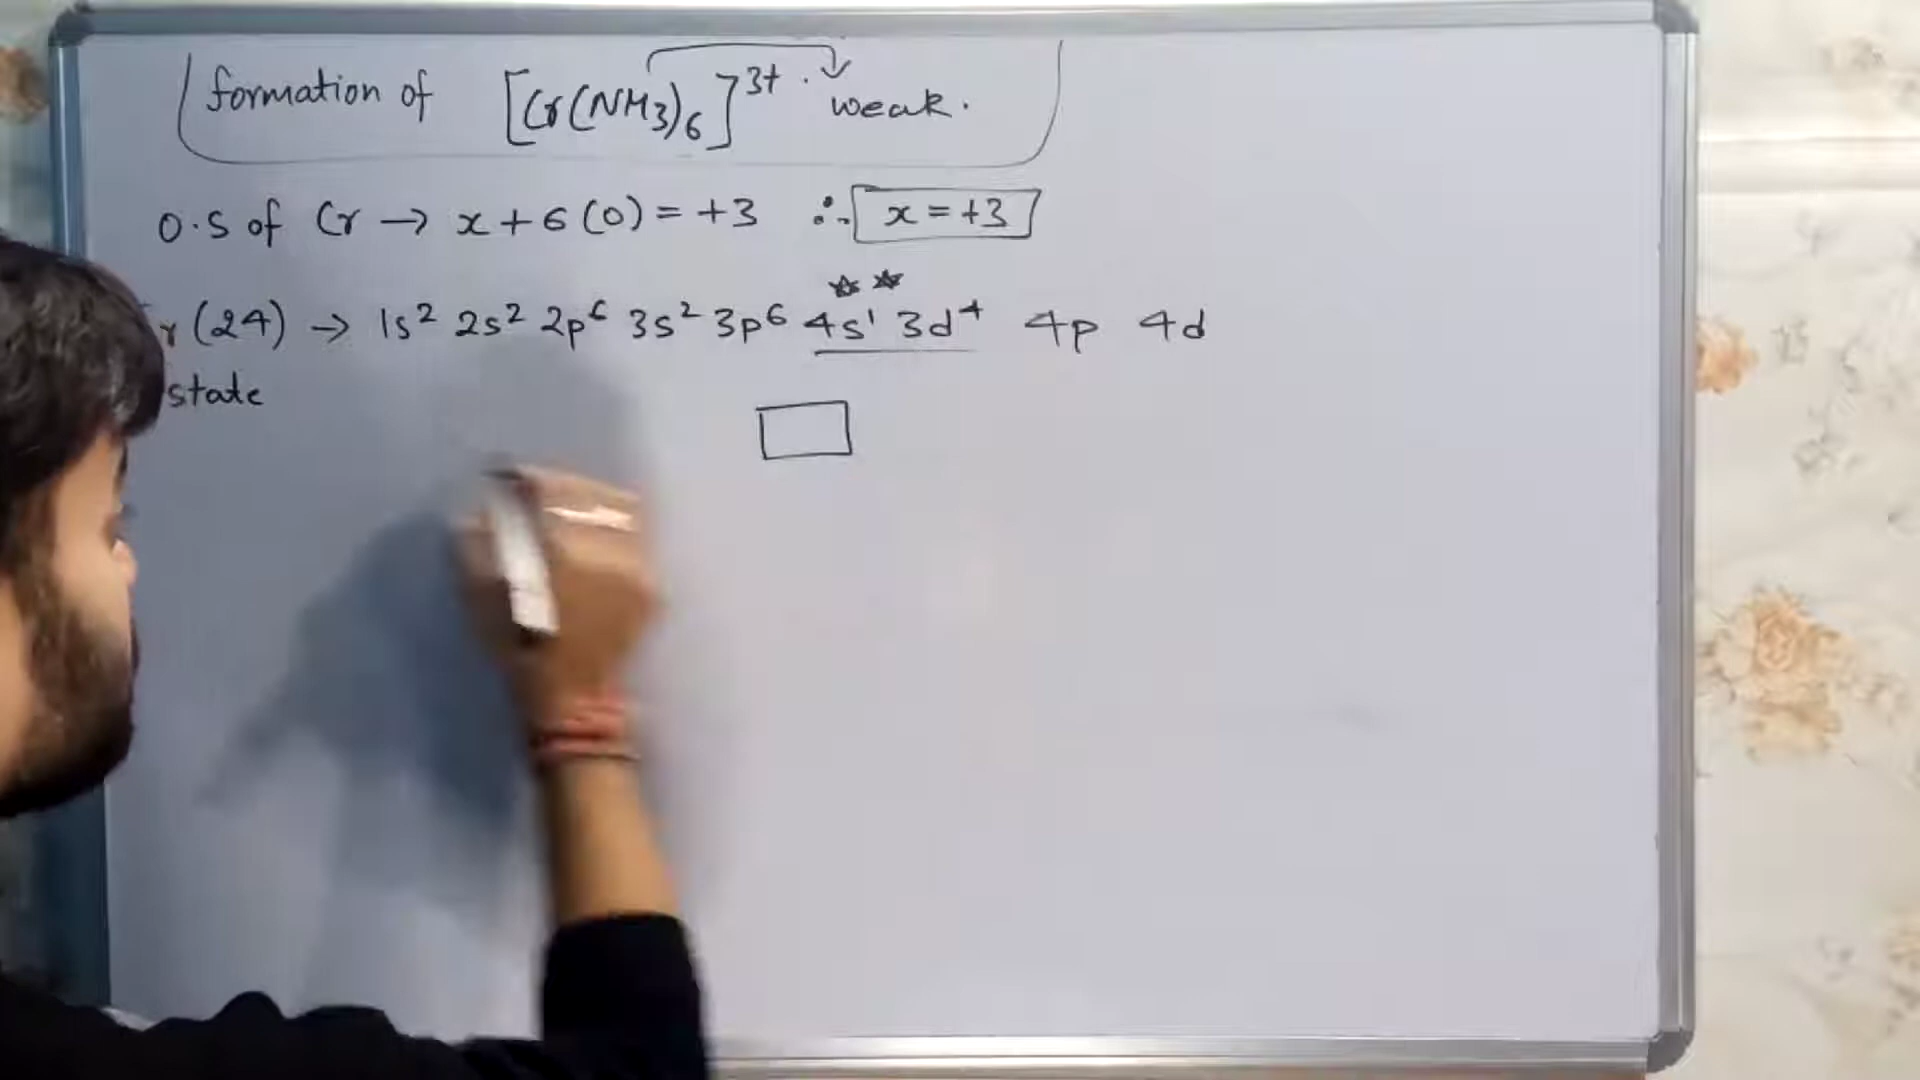 formation of [Cr(NH3)6]3+. weak.
O.S of Cr → x + 6(0) = +3 ∴ x = +3
r (24) → 1s² 2s² 2p⁶ 3s² 3p⁶ 4s¹ 3d⁴ 4p 4d
state